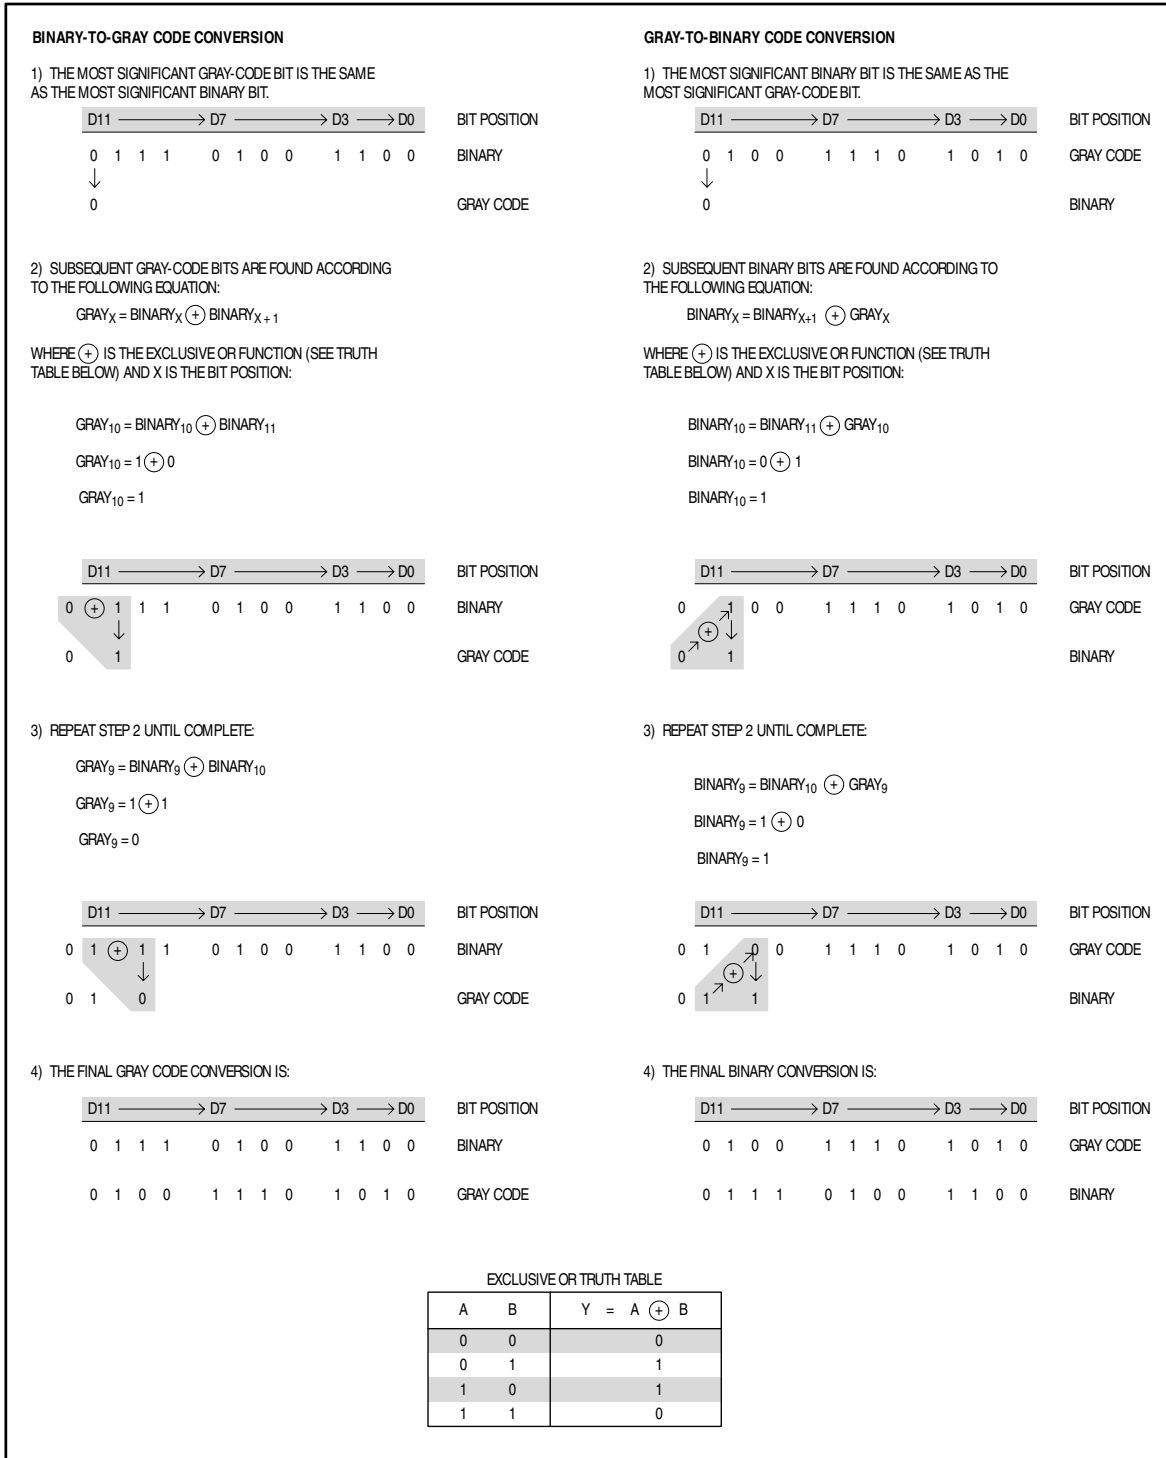 BINARY-TO-GRAY CODE CONVERSION
1) THE MOST SIGNIFICANT GRAY-CODE BIT IS THE SAME
AS THE MOST SIGNIFICANT BINARY BIT.
D11 → D7 → D3 → D0 BIT POSITION
0 1 1 1 0 1 0 0 1 1 0 0 BINARY
↓
0 GRAY CODE
2) SUBSEQUENT GRAY-CODE BITS ARE FOUND ACCORDING
TO THE FOLLOWING EQUATION:
GRAYX = BINARYX ⊕ BINARYX + 1
WHERE ⊕ IS THE EXCLUSIVE OR FUNCTION (SEE TRUTH
TABLE BELOW) AND X IS THE BIT POSITION:
GRAY10 = BINARY10 ⊕ BINARY11
GRAY10 = 1 ⊕ 0
GRAY10 = 1
D11 → D7 → D3 → D0 BIT POSITION
0 ⊕ 1 1 1 0 1 0 0 1 1 0 0 BINARY
↓
0 1 GRAY CODE
3) REPEAT STEP 2 UNTIL COMPLETE:
GRAY9 = BINARY9 ⊕ BINARY10
GRAY9 = 1 ⊕ 1
GRAY9 = 0
D11 → D7 → D3 → D0 BIT POSITION
0 1 ⊕ 1 1 0 1 0 0 1 1 0 0 BINARY
↓
0 1 0 GRAY CODE
4) THE FINAL GRAY CODE CONVERSION IS:
D11 → D7 → D3 → D0 BIT POSITION
0 1 1 1 0 1 0 0 1 1 0 0 BINARY
0 1 0 0 1 1 1 0 1 0 1 0 GRAY CODE
GRAY-TO-BINARY CODE CONVERSION
1) THE MOST SIGNIFICANT BINARY BIT IS THE SAME AS THE
MOST SIGNIFICANT GRAY-CODE BIT.
D11 → D7 → D3 → D0 BIT POSITION
0 1 0 0 1 1 1 0 1 0 1 0 GRAY CODE
↓
0 BINARY
2) SUBSEQUENT BINARY BITS ARE FOUND ACCORDING TO
THE FOLLOWING EQUATION:
BINARYX = BINARYX+1 ⊕ GRAYX
WHERE ⊕ IS THE EXCLUSIVE OR FUNCTION (SEE TRUTH
TABLE BELOW) AND X IS THE BIT POSITION:
BINARY10 = BINARY11 ⊕ GRAY10
BINARY10 = 0 ⊕ 1
BINARY10 = 1
D11 → D7 → D3 → D0 BIT POSITION
0 1 0 0 1 1 1 0 1 0 1 0 GRAY CODE
⊕ ↓
0 1 BINARY
3) REPEAT STEP 2 UNTIL COMPLETE:
BINARY9 = BINARY10 ⊕ GRAY9
BINARY9 = 1 ⊕ 0
BINARY9 = 1
D11 → D7 → D3 → D0 BIT POSITION
0 1 0 0 1 1 1 0 1 0 1 0 GRAY CODE
⊕ ↓
0 1 1 BINARY
4) THE FINAL BINARY CONVERSION IS:
D11 → D7 → D3 → D0 BIT POSITION
0 1 0 0 1 1 1 0 1 0 1 0 GRAY CODE
0 1 1 1 0 1 0 0 1 1 0 0 BINARY
EXCLUSIVE OR TRUTH TABLE
A B Y = A ⊕ B
0 0 0
0 1 1
1 0 1
1 1 0